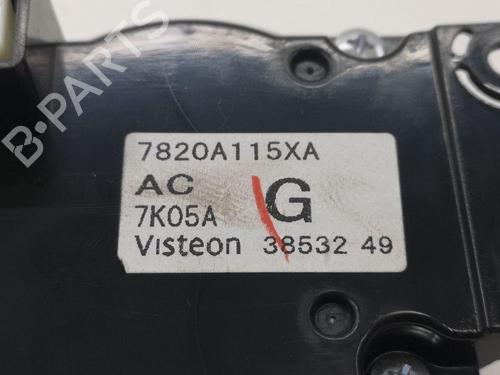 7820A115XA
AC
7K05A G
Visteon 38532 49
B-PARTS